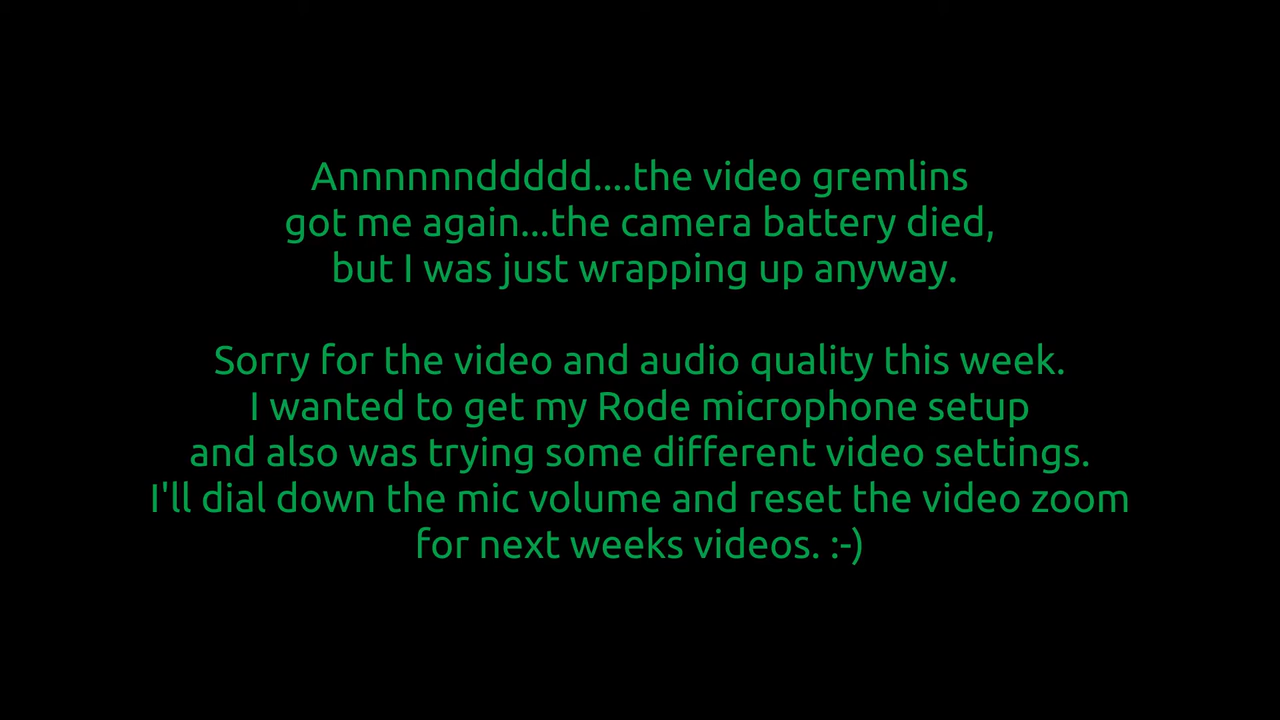 Annnnnnddddd....the video gremlins
got me again...the camera battery died,
but I was just wrapping up anyway.
Sorry for the video and audio quality this week.
I wanted to get my Rode microphone setup
and also was trying some different video settings.
I'll dial down the mic volume and reset the video zoom
for next weeks videos. :-)